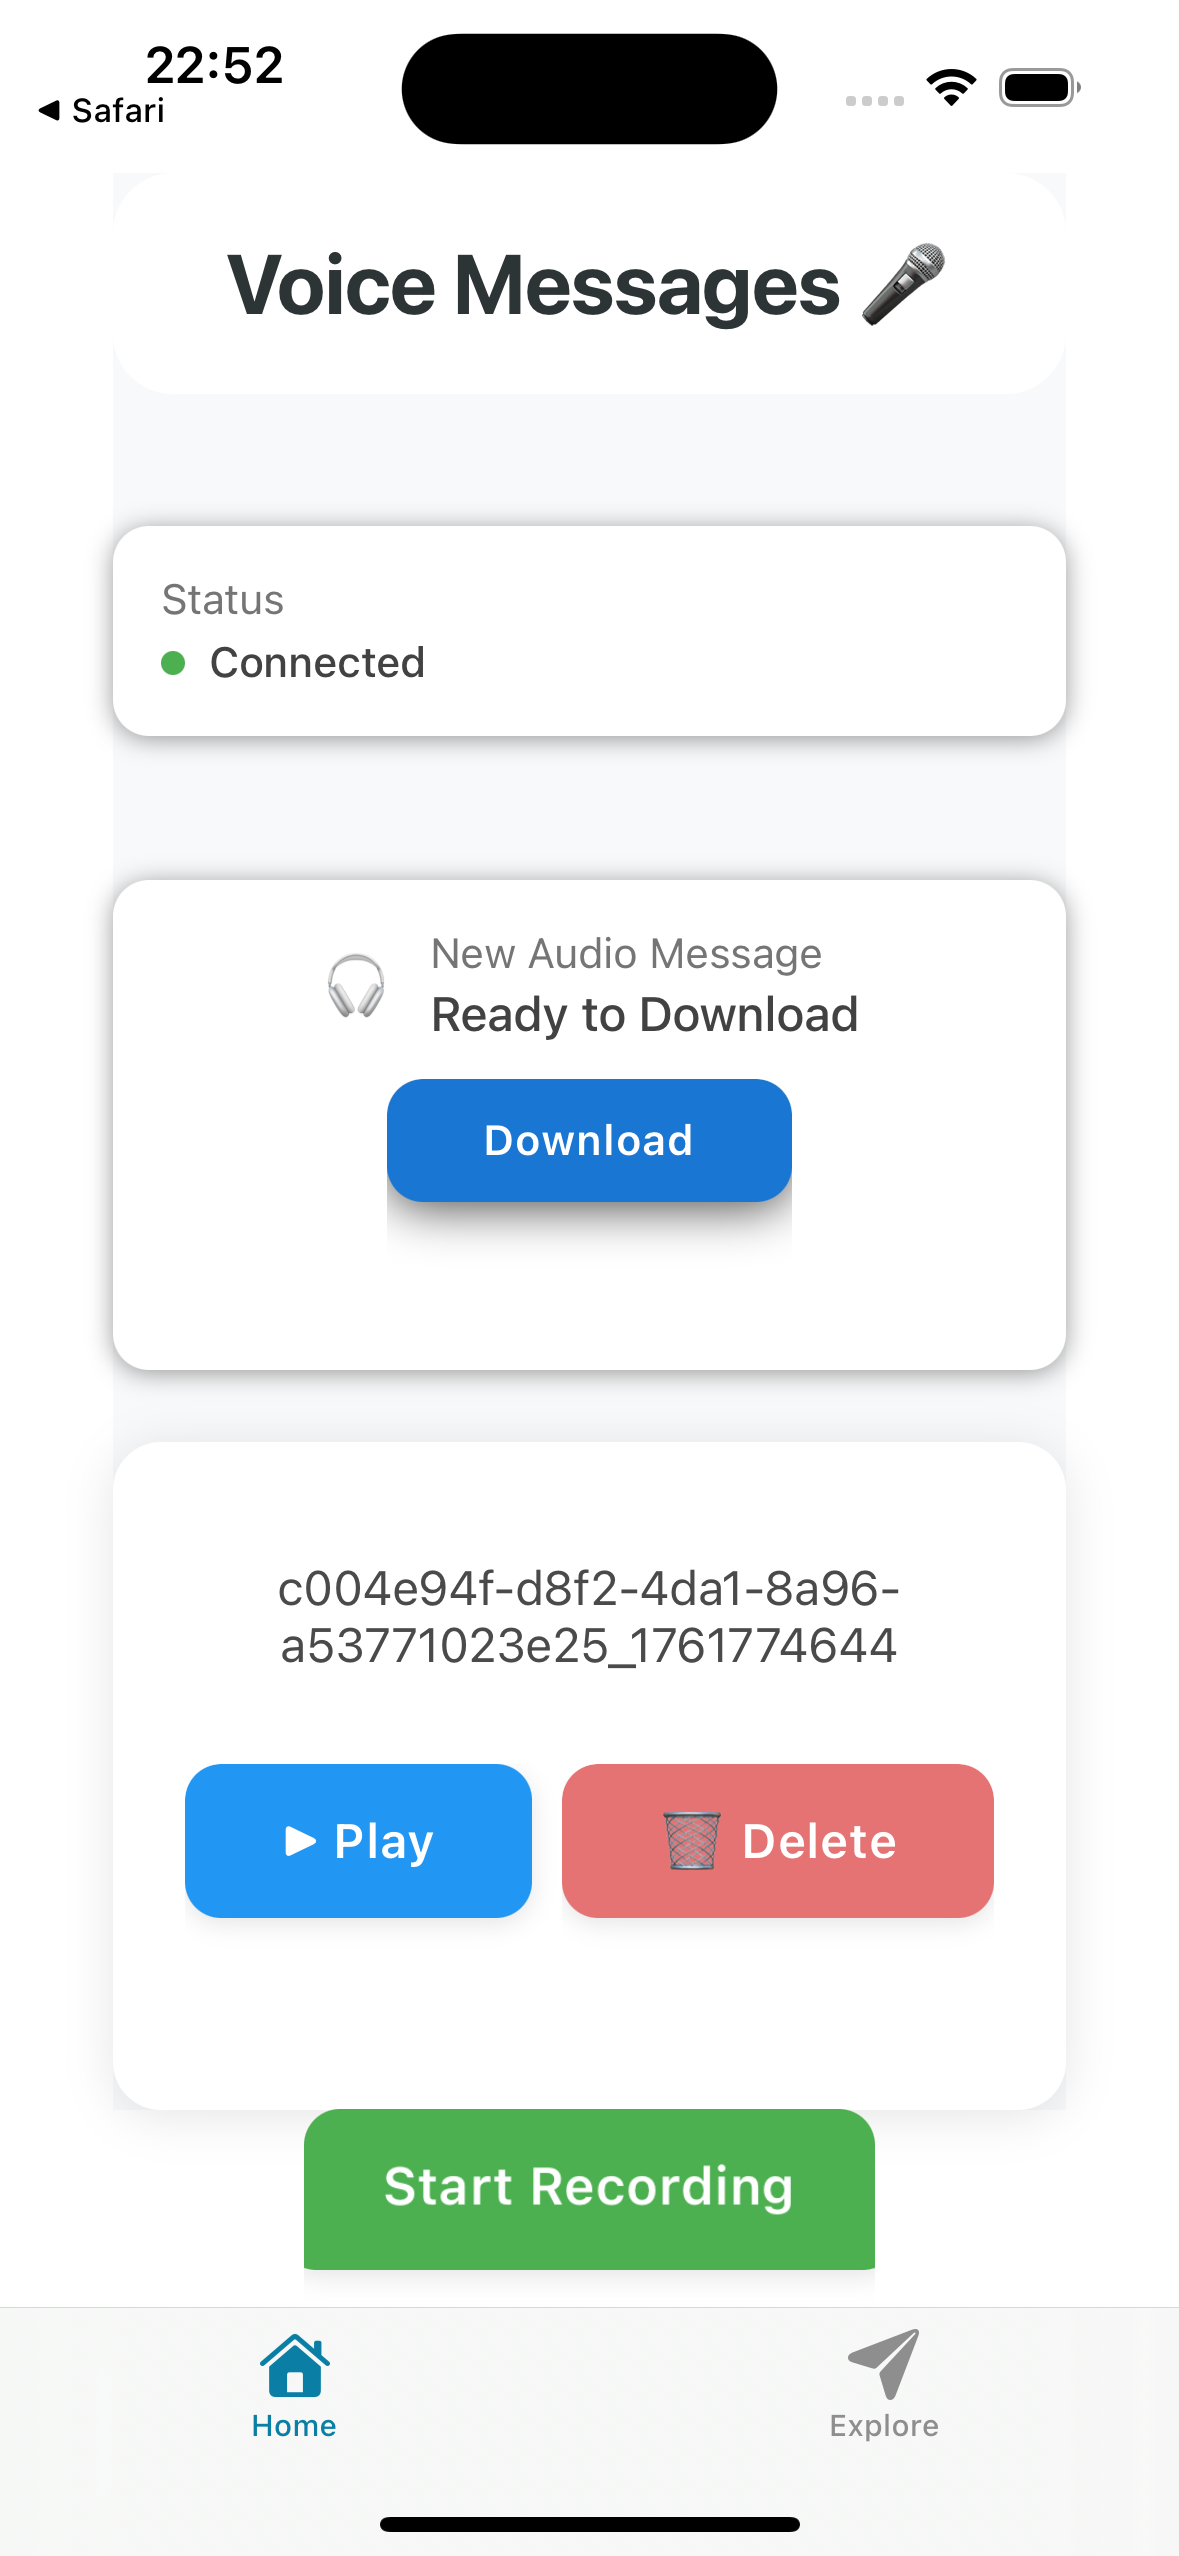 22:52
◀ Safari
Voice Messages 🎤
Status
Connected
New Audio Message
Ready to Download
Download
c004e94f-d8f2-4da1-8a96-
a53771023e25_1761774644
▶ Play
🗑️ Delete
Start Recording
Home
Explore